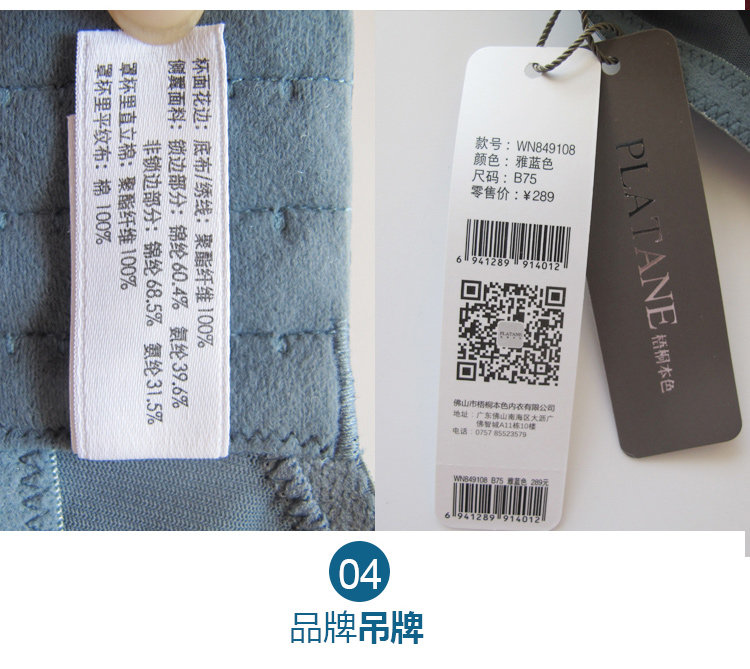 杯面花边：底布/绣线：聚酯纤维100%
侧翼面料：锁边部分：锦纶60.4% 氨纶39.6%
非锁边部分：锦纶68.5% 氨纶31.5%
罩杯里直立棉：聚酯纤维100%
罩杯里平纹布：棉 100%
款号：WN849108
颜色：雅蓝色
尺码：B75
零售价：¥289
6 941289 914012
PLATANE
佛山市梧桐本色内衣有限公司
地址：广东佛山南海区大沥广
佛智城A11栋10楼
电话：0757 85523579
WN849108 B75 雅蓝色 289元
6 941289 914012
PLATANE 梧桐本色
04
品牌吊牌